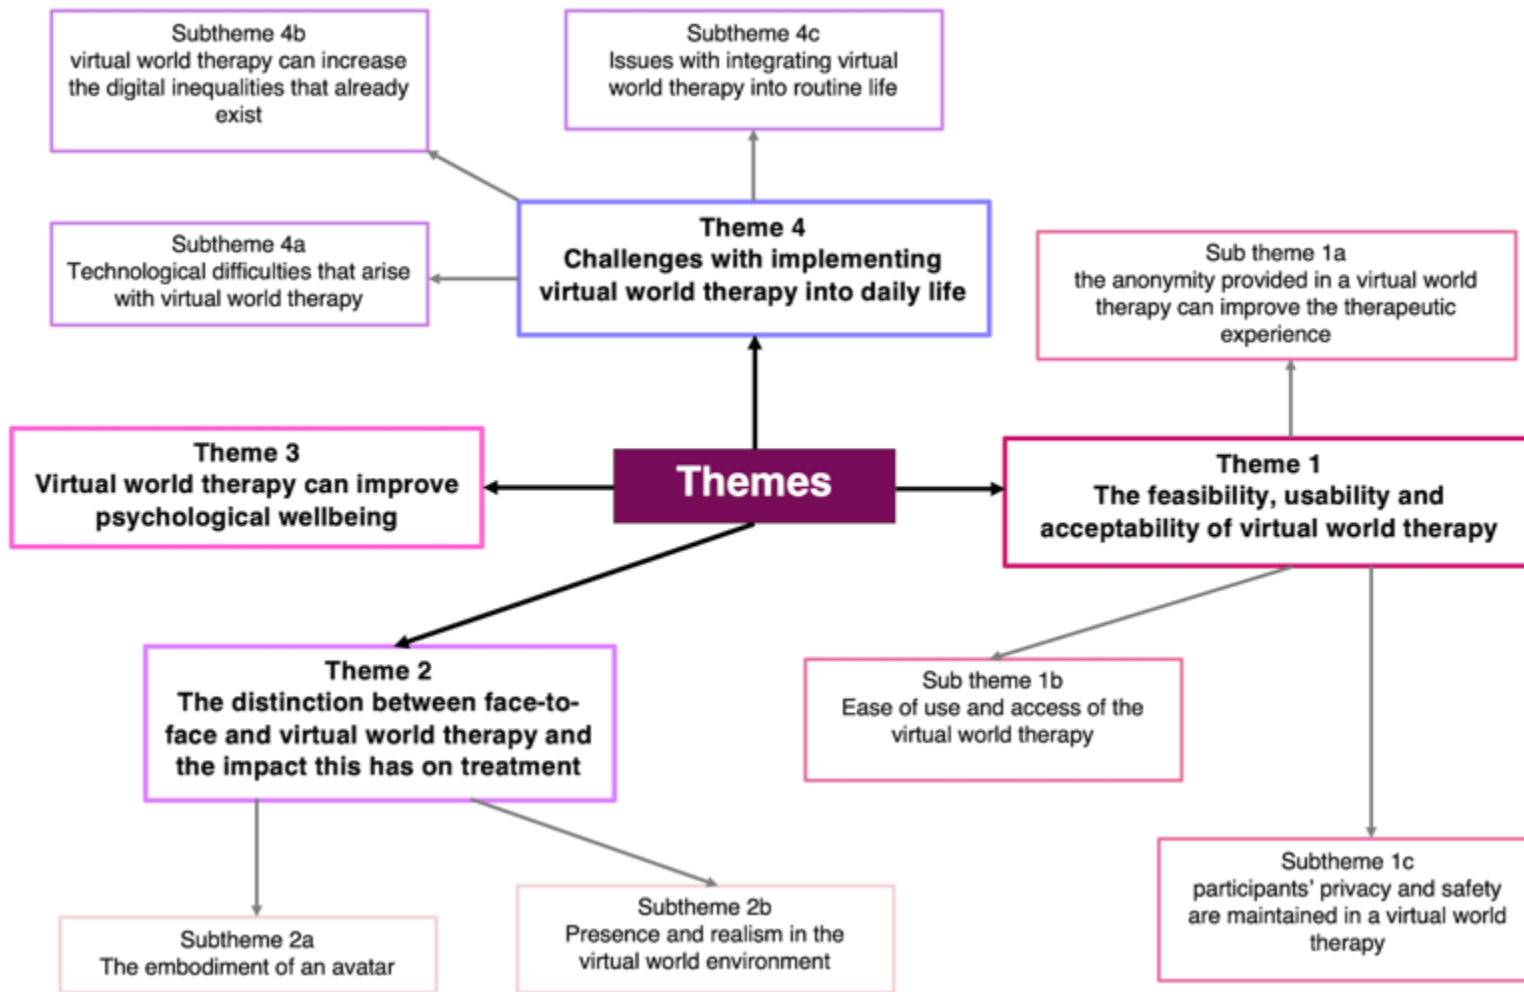 Subtheme 4b
virtual world therapy can increase
the digital inequalities that already
exist
Subtheme 4c
Issues with integrating virtual
world therapy into routine life
Subtheme 4a
Technological difficulties that arise
with virtual world therapy
Theme 4
Challenges with implementing
virtual world therapy into daily life
Sub theme 1a
the anonymity provided in a virtual world
therapy can improve the therapeutic
experience
Theme 3
Virtual world therapy can improve
psychological wellbeing
Themes
Theme 1
The feasibility, usability and
acceptability of virtual world therapy
Theme 2
The distinction between face-to-
face and virtual world therapy and
the impact this has on treatment
Sub theme 1b
Ease of use and access of the
virtual world therapy
Subtheme 1c
participants’ privacy and safety
are maintained in a virtual world
therapy
Subtheme 2a
The embodiment of an avatar
Subtheme 2b
Presence and realism in the
virtual world environment